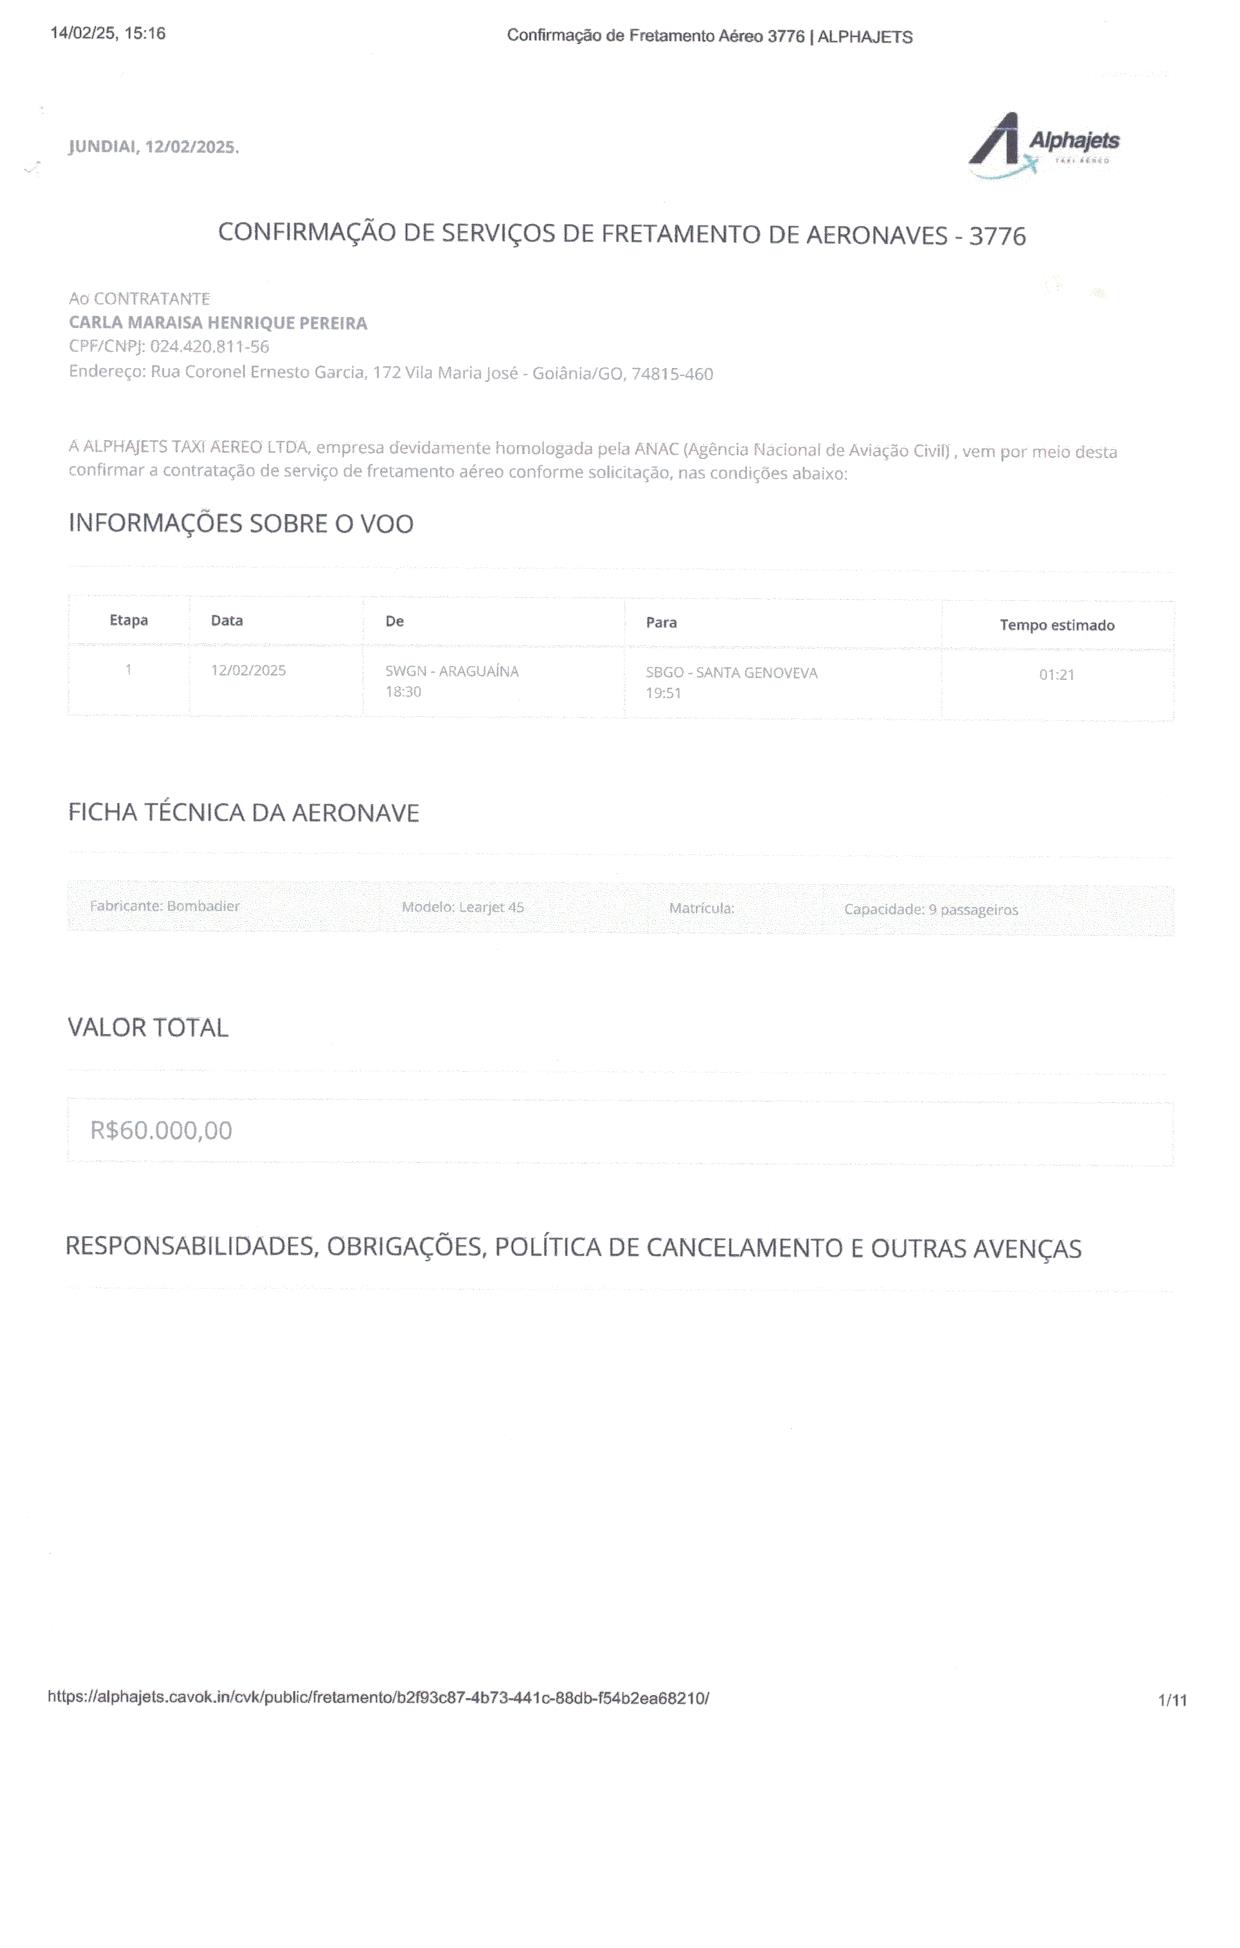 14/02/25, 15:16
Confirmação de Fretamento Aéreo 3776 | ALPHAJETS
JUNDIAI, 12/02/2025.
Alphajets
TAXI AÉREO
CONFIRMAÇÃO DE SERVIÇOS DE FRETAMENTO DE AERONAVES - 3776
Ao CONTRATANTE
CARLA MARAISA HENRIQUE PEREIRA
CPF/CNPJ: 024.420.811-56
Endereço: Rua Coronel Ernesto Garcia, 172 Vila Maria José - Goiânia/GO, 74815-460
A ALPHAJETS TAXI AEREO LTDA, empresa devidamente homologada pela ANAC (Agência Nacional de Aviação Civil) , vem por meio desta
confirmar a contratação de serviço de fretamento aéreo conforme solicitação, nas condições abaixo:
INFORMAÇÕES SOBRE O VOO
Etapa Data De Para Tempo estimado
1 12/02/2025 SWGN - ARAGUAÍNA SBGO - SANTA GENOVEVA 01:21
18:30 19:51
FICHA TÉCNICA DA AERONAVE
Fabricante: Bombadier Modelo: Learjet 45 Matrícula: Capacidade: 9 passageiros
VALOR TOTAL
R$60.000,00
RESPONSABILIDADES, OBRIGAÇÕES, POLÍTICA DE CANCELAMENTO E OUTRAS AVENÇAS
https://alphajets.cavok.in/cvk/public/fretamento/b2f93c87-4b73-441c-88db-f54b2ea68210/
1/11